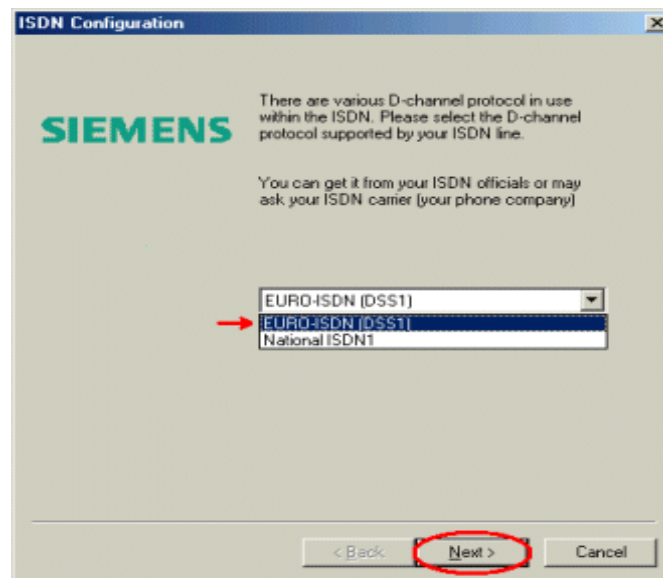 ISDN Configuration
SIEMENS
There are various D-channel protocol in use
within the ISDN. Please select the D-channel
protocol supported by your ISDN line.
You can get it from your ISDN officials or may
ask your ISDN carrier (your phone company)
EURO-ISDN (DSS1)
EURO-ISDN (DSS1)
National ISDN1
< Back
Next >
Cancel